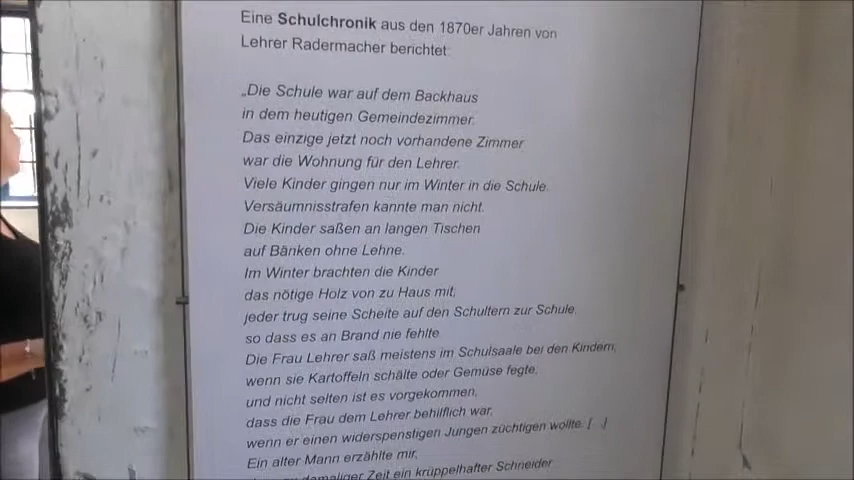 Eine Schulchronik aus den 1870er Jahren von
Lehrer Radermacher berichtet:
„Die Schule war auf dem Backhaus
in dem heutigen Gemeindezimmer.
Das einzige jetzt noch vorhandene Zimmer
war die Wohnung für den Lehrer.
Viele Kinder gingen nur im Winter in die Schule.
Versäumnisstrafen kannte man nicht.
Die Kinder saßen an langen Tischen
auf Bänken ohne Lehne.
Im Winter brachten die Kinder
das nötige Holz von zu Haus mit,
jeder trug seine Scheite auf den Schultern zur Schule,
so dass es an Brand nie fehlte.
Die Frau Lehrer saß meistens im Schulsaale bei den Kindern,
wenn sie Kartoffeln schälte oder Gemüse fegte,
und nicht selten ist es vorgekommen,
dass die Frau dem Lehrer behilflich war,
wenn er einen widerspenstigen Jungen züchtigen wollte. [...]
Ein alter Mann erzählte mir,
damaliger Zeit ein krüppelhafter Schneider